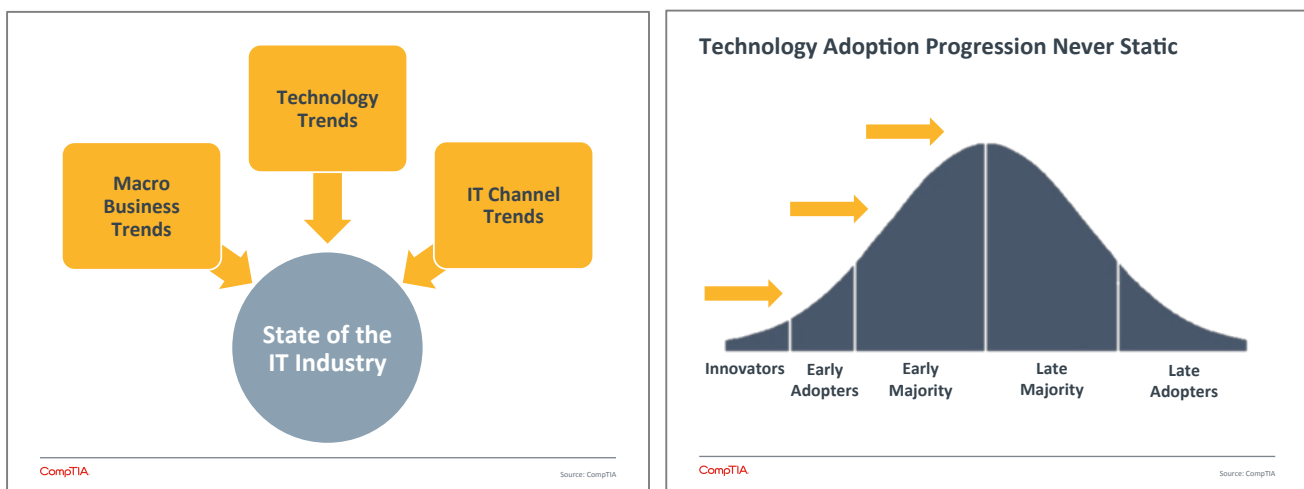 Technology
Trends
Macro
Business
Trends
IT Channel
Trends
State of the
IT Industry
CompTIA
Source: CompTIA
Technology Adoption Progression Never Static
Innovators
Early
Adopters
Early
Majority
Late
Majority
Late
Adopters
CompTIA
Source: CompTIA